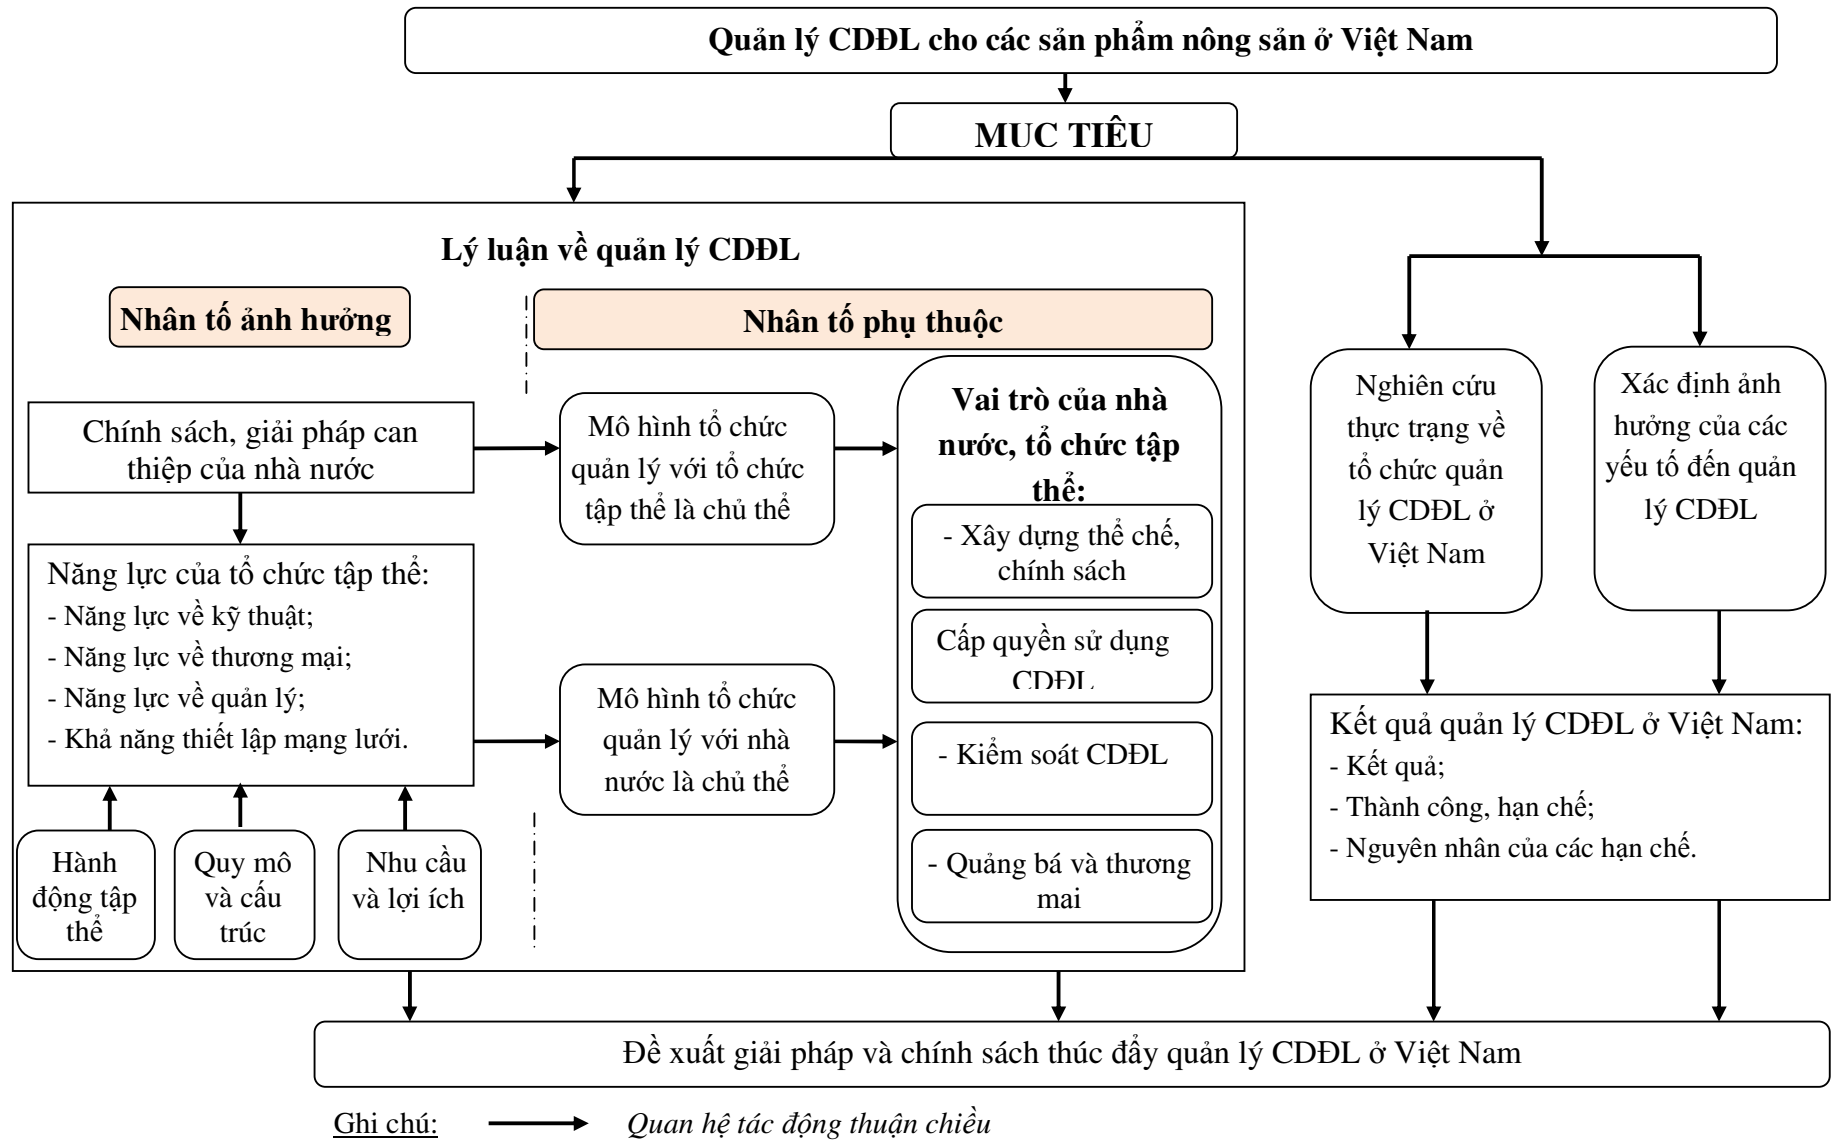 Quản lý CDĐL cho các sản phẩm nông sản ở Việt Nam
MUC TIÊU
Lý luận về quản lý CDĐL
Nhân tố ảnh hưởng
Nhân tố phụ thuộc
Chính sách, giải pháp can
thiệp của nhà nước
Năng lực của tổ chức tập thể:
- Năng lực về kỹ thuật;
- Năng lực về thương mại;
- Năng lực về quản lý;
- Khả năng thiết lập mạng lưới.
Hành
động tập
thể
Quy mô
và cấu
trúc
Nhu cầu
và lợi ích
Mô hình tổ chức
quản lý với tổ chức
tập thể là chủ thể
Mô hình tổ chức
quản lý với nhà
nước là chủ thể
Vai trò của nhà
nước, tổ chức tập
thể:
- Xây dựng thể chế,
chính sách
Cấp quyền sử dụng
CDĐL
- Kiểm soát CDĐL
- Quảng bá và thương
mai
Nghiên cứu
thực trạng về
tổ chức quản
lý CDĐL ở
Việt Nam
Xác định ảnh
hưởng của các
yếu tố đến quản
lý CDĐL
Kết quả quản lý CDĐL ở Việt Nam:
- Kết quả;
- Thành công, hạn chế;
- Nguyên nhân của các hạn chế.
Đề xuất giải pháp và chính sách thúc đẩy quản lý CDĐL ở Việt Nam
Ghi chú: Quan hệ tác động thuận chiều